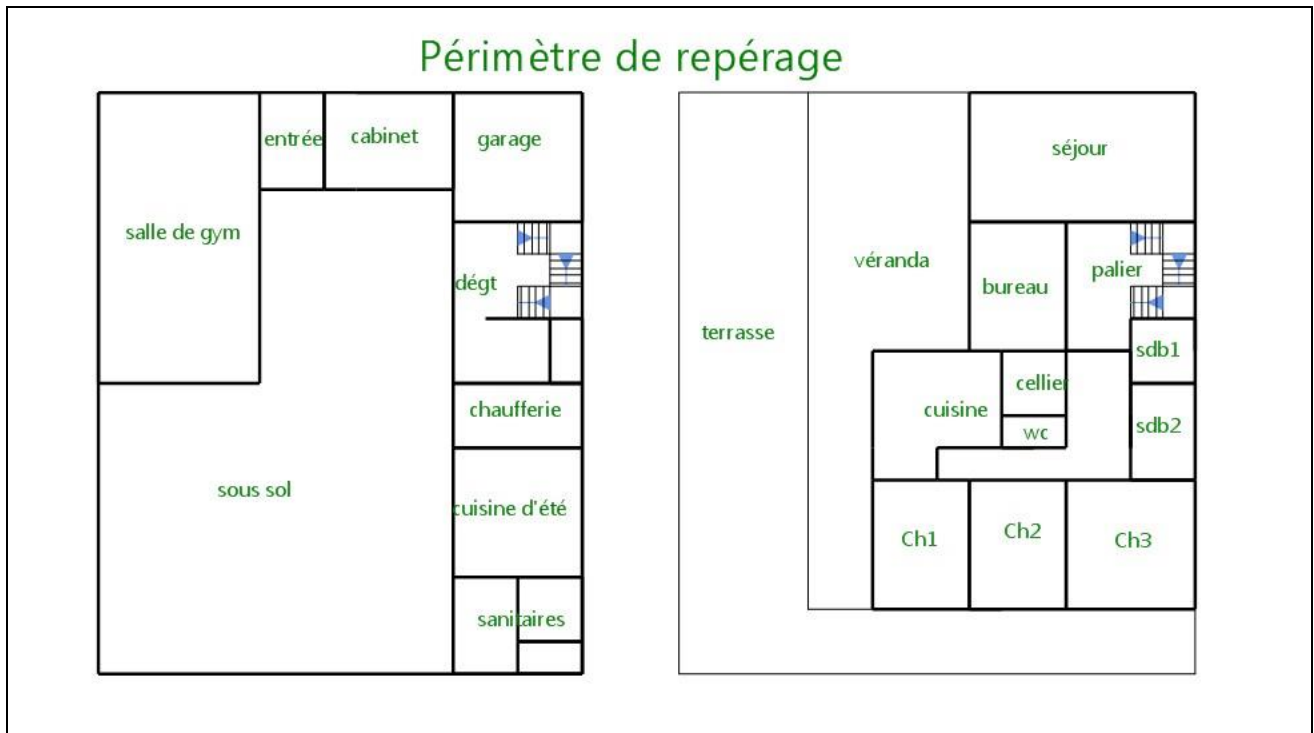 Périmètre de repérage
entrée
cabinet
garage
salle de gym
dégt
chaufferie
sous sol
cuisine d'été
sanitaires
séjour
véranda
bureau
palier
terrasse
sdb1
cellier
cuisine
wc
sdb2
Ch1
Ch2
Ch3